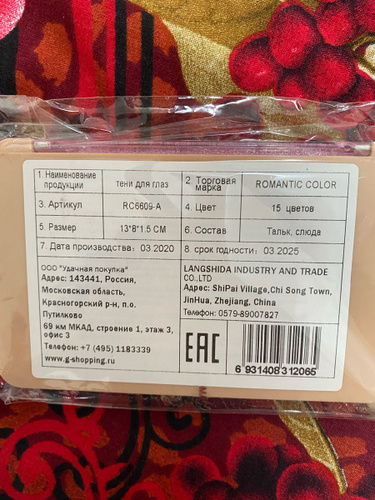 1. Наименование продукции тени для глаз 2. Торговая марка ROMANTIC COLOR
3. Артикул RC6609-A 4. Цвет 15 цветов
5. Размер 13*8*1.5 CM 6. Состав Тальк, слюда
7. Дата производства: 03.2020 8. срок годности: 03.2025
ООО "Удачная покупка"
Адрес: 143441, Россия,
Московская область,
Красногорский р-н, п.о.
Путилково
69 км МКАД, строение 1, этаж 3,
офис 3
Телефон: +7 (495) 1183339
www.g-shopping.ru
LANGSHIDA INDUSTRY AND TRADE
CO.,LTD
Адрес: ShiPai Village,Chi Song Town,
JinHua, Zhejiang, China
Телефон: 0579-89007827
EAC
6 931408 312065